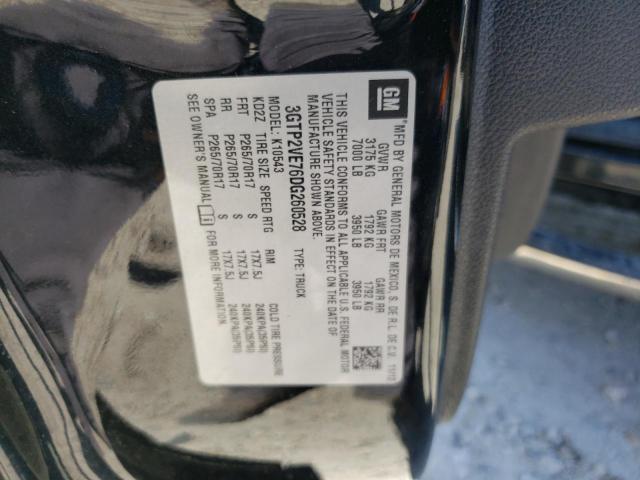 GM
MFD BY GENERAL MOTORS DE MEXICO, S. DE R.L. DE C.V. 11/12
GVWR GAWR FRT GAWR RR
3175 KG 1792 KG 1792 KG
7000 LB 3950 LB 3950 LB
THIS VEHICLE CONFORMS TO ALL APPLICABLE U.S. FEDERAL MOTOR
VEHICLE SAFETY STANDARDS IN EFFECT ON THE DATE OF
MANUFACTURE SHOWN ABOVE.
3GTP2VE76DG260528 TYPE: TRUCK
MODEL: K10543
KD2Z TIRE SIZE SPEED RTG RIM COLD TIRE PRESSURE
FRT P265/70R17 S 17X7.5J 240KPA(35PSI)
RR P265/70R17 S 17X7.5J 240KPA(35PSI)
SPA P265/70R17 S 17X7.5J 240KPA(35PSI)
SEE OWNER'S MANUAL FOR MORE INFORMATION.